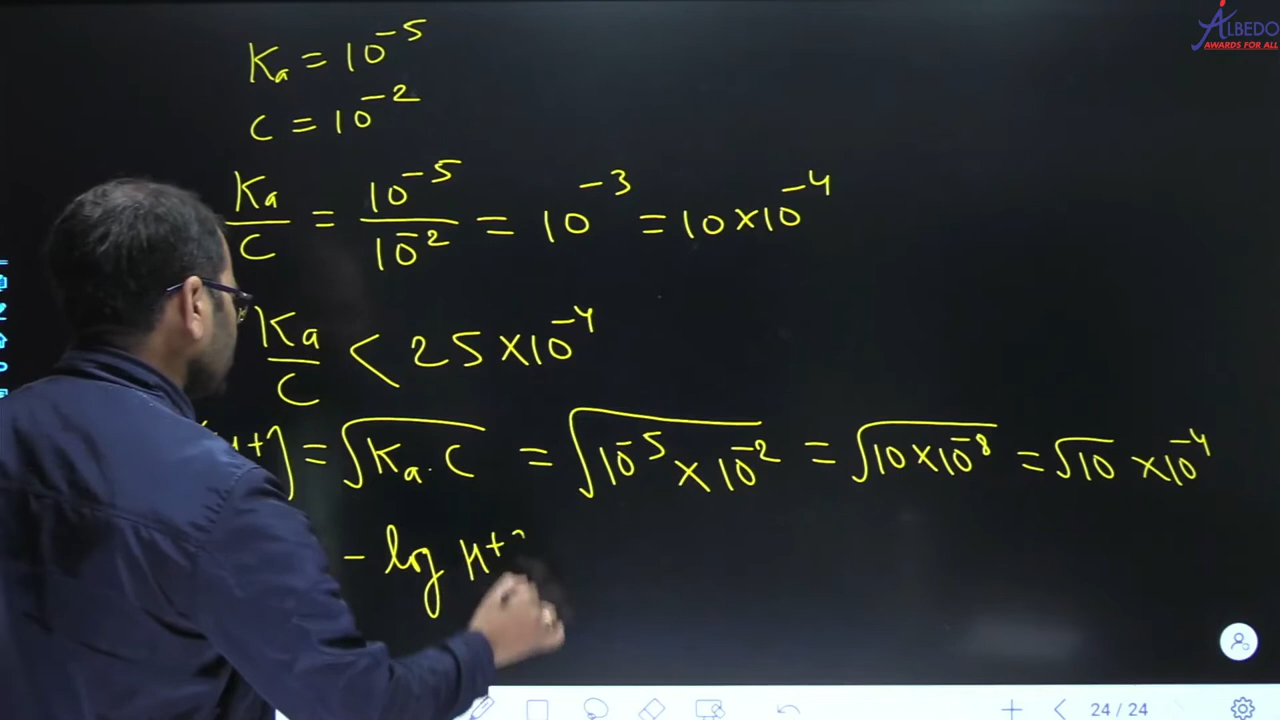 ALBEDO
AWARDS FOR ALL
Ka = 10⁻⁵
C = 10⁻²
Ka/C = 10⁻⁵/10⁻² = 10⁻³ = 10×10⁻⁴
Ka/C < 25×10⁻⁴
H+] = √Ka.C = √10⁻⁵×10⁻² = √10×10⁻⁸ = √10 ×10⁻⁴
- log H+
24 / 24